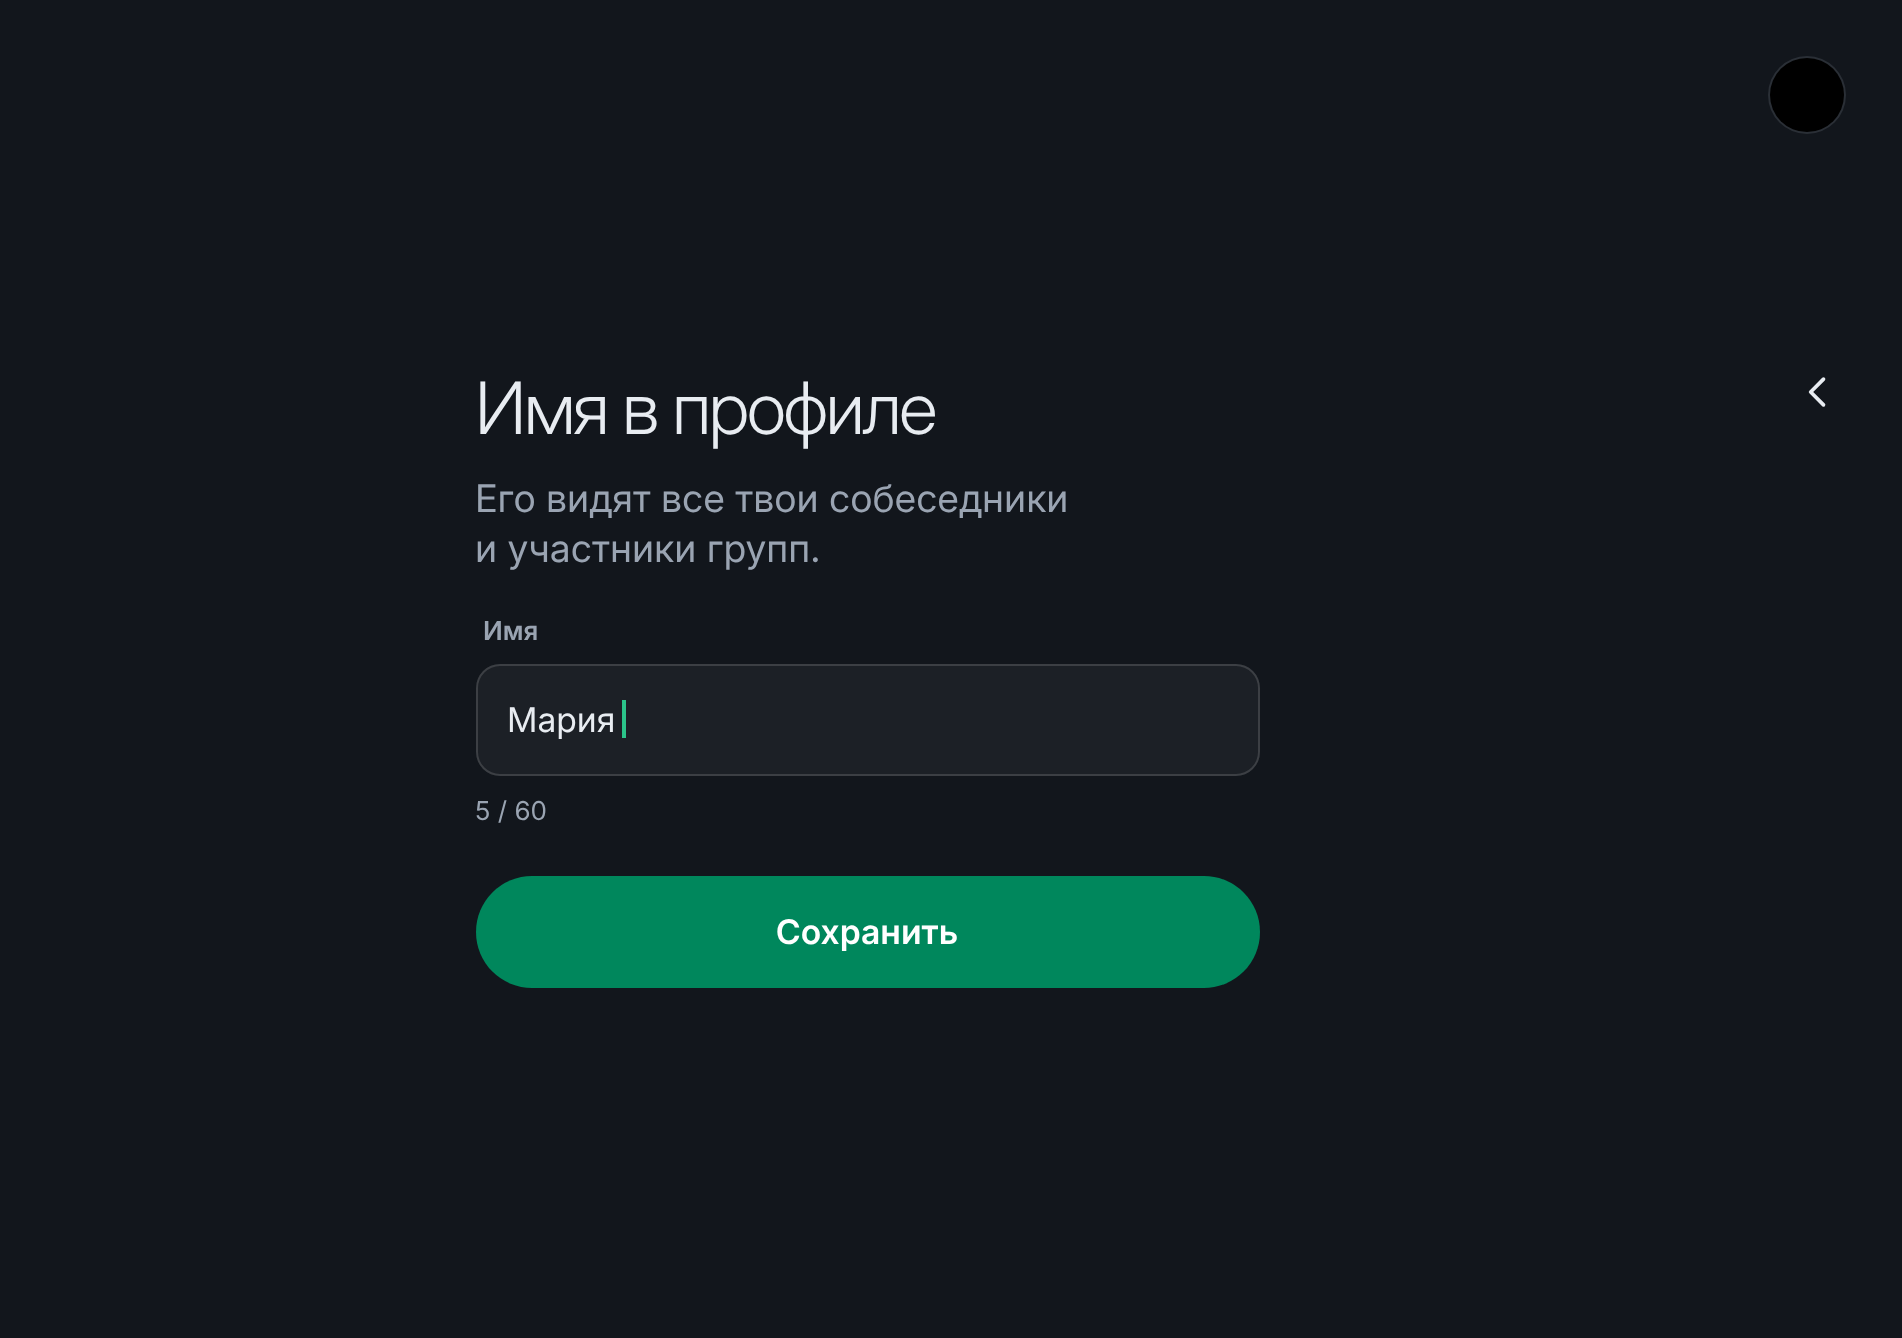 Имя в профиле
Его видят все твои собеседники
и участники групп.
Имя
Мария
5 / 60
Сохранить